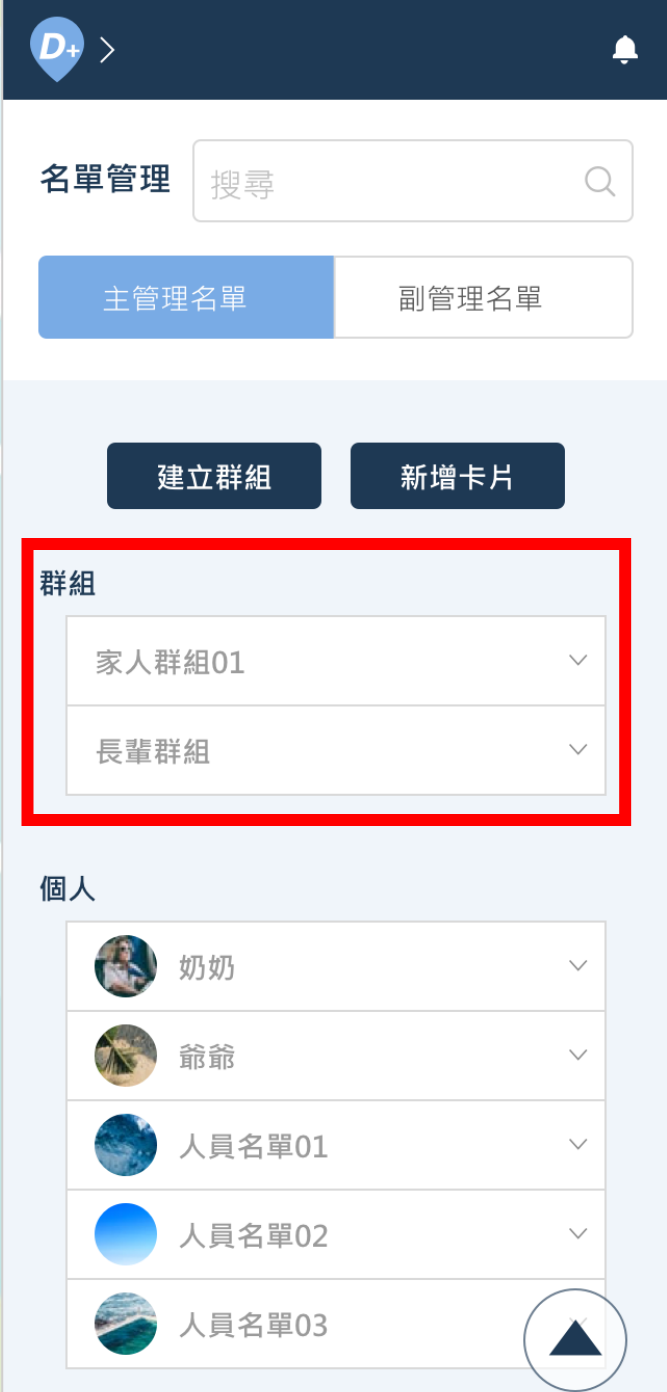 D+
名單管理
搜尋
主管理名單 副管理名單
建立群組 新增卡片
群組
家人群組01
長輩群組
個人
奶奶
爺爺
人員名單01
人員名單02
人員名單03